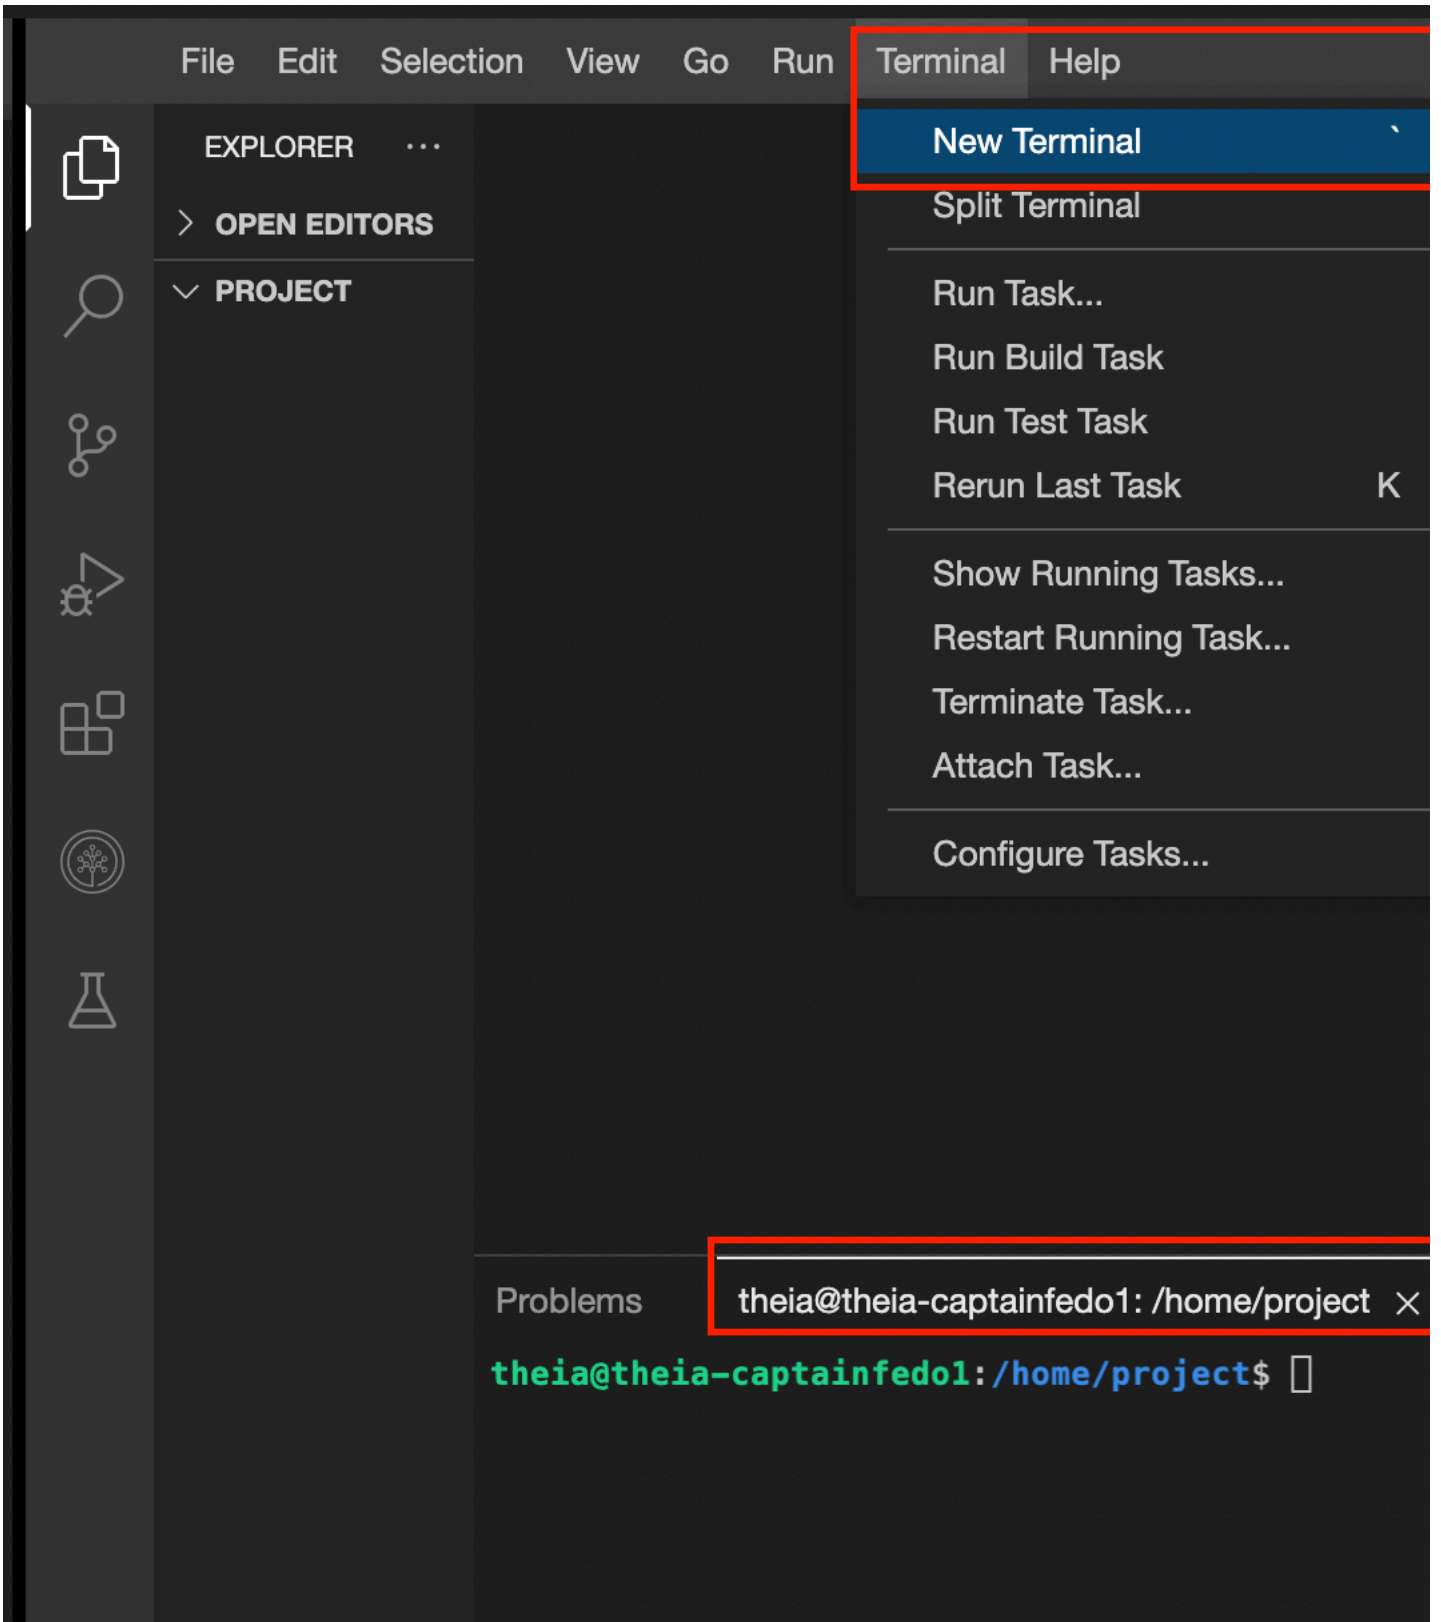 File Edit Selection View Go Run Terminal Help
EXPLORER ...
OPEN EDITORS
PROJECT
New Terminal `
Split Terminal
Run Task...
Run Build Task
Run Test Task
Rerun Last Task K
Show Running Tasks...
Restart Running Task...
Terminate Task...
Attach Task...
Configure Tasks...
Problems theia@theia-captainfedo1: /home/project ×
theia@theia-captainfedo1:/home/project$